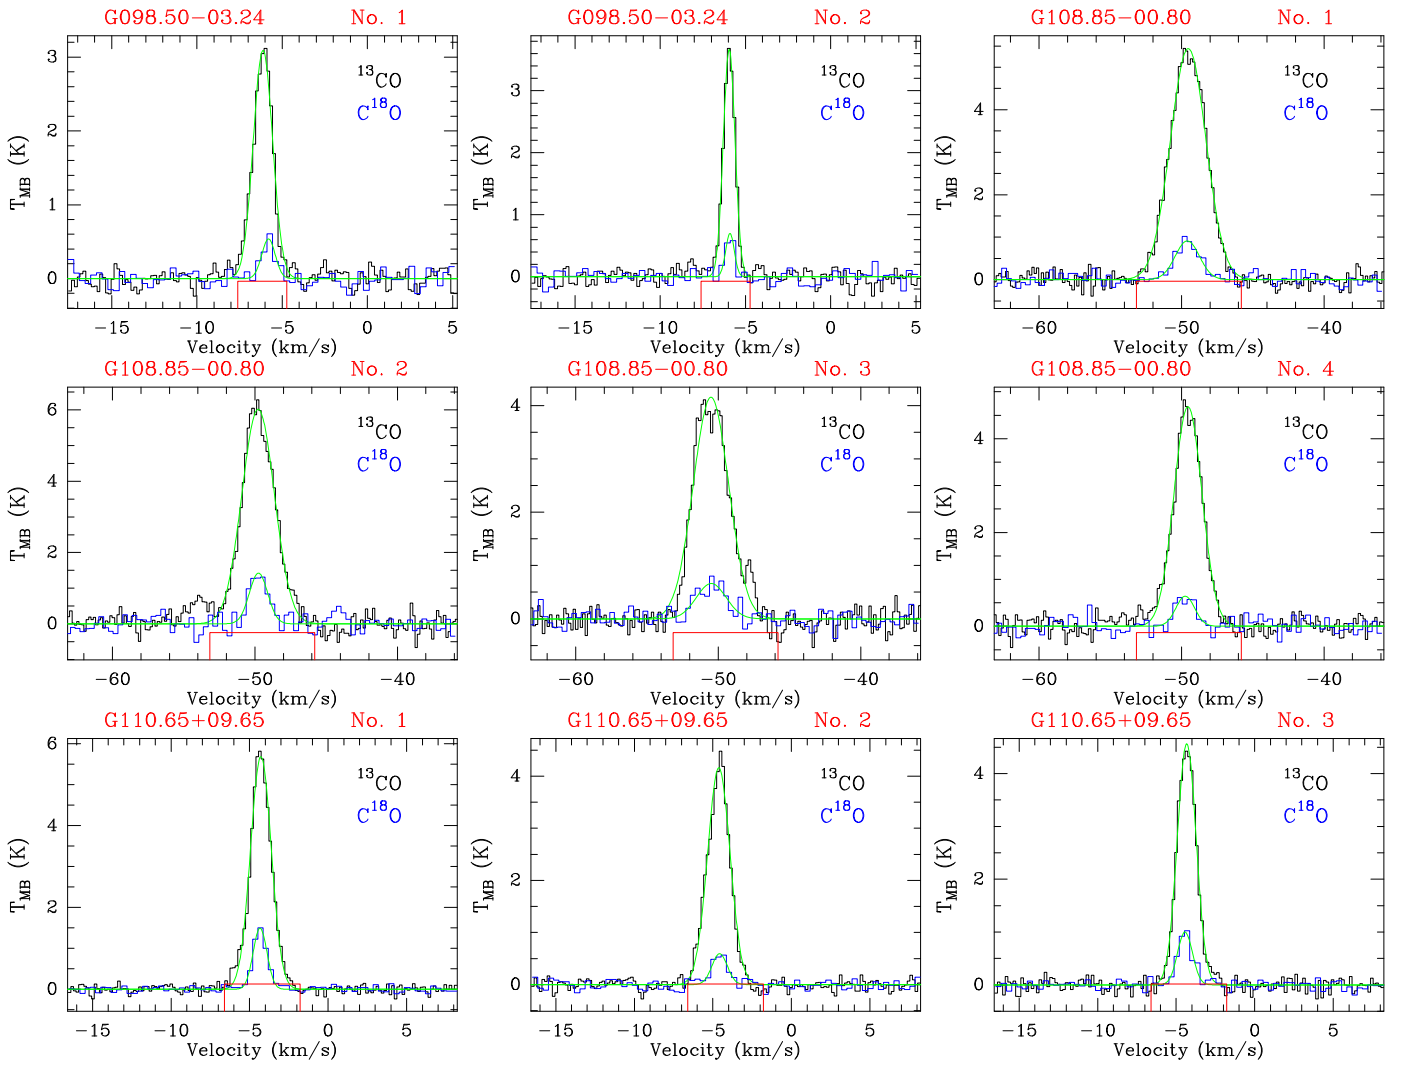 G098.50−03.24 No. 1
T_MB (K)
3
2
1
0
¹³CO
C¹⁸O
−15 −10 −5 0 5
Velocity (km/s)
G098.50−03.24 No. 2
T_MB (K)
3
2
1
0
¹³CO
C¹⁸O
−15 −10 −5 0 5
Velocity (km/s)
G108.85−00.80 No. 1
T_MB (K)
4
2
0
¹³CO
C¹⁸O
−60 −50 −40
Velocity (km/s)
G108.85−00.80 No. 2
T_MB (K)
6
4
2
0
¹³CO
C¹⁸O
−60 −50 −40
Velocity (km/s)
G108.85−00.80 No. 3
T_MB (K)
4
2
0
¹³CO
C¹⁸O
−60 −50 −40
Velocity (km/s)
G108.85−00.80 No. 4
T_MB (K)
4
2
0
¹³CO
C¹⁸O
−60 −50 −40
Velocity (km/s)
G110.65+09.65 No. 1
T_MB (K)
6
4
2
0
¹³CO
C¹⁸O
−15 −10 −5 0 5
Velocity (km/s)
G110.65+09.65 No. 2
T_MB (K)
4
2
0
¹³CO
C¹⁸O
−15 −10 −5 0 5
Velocity (km/s)
G110.65+09.65 No. 3
T_MB (K)
4
2
0
¹³CO
C¹⁸O
−15 −10 −5 0 5
Velocity (km/s)